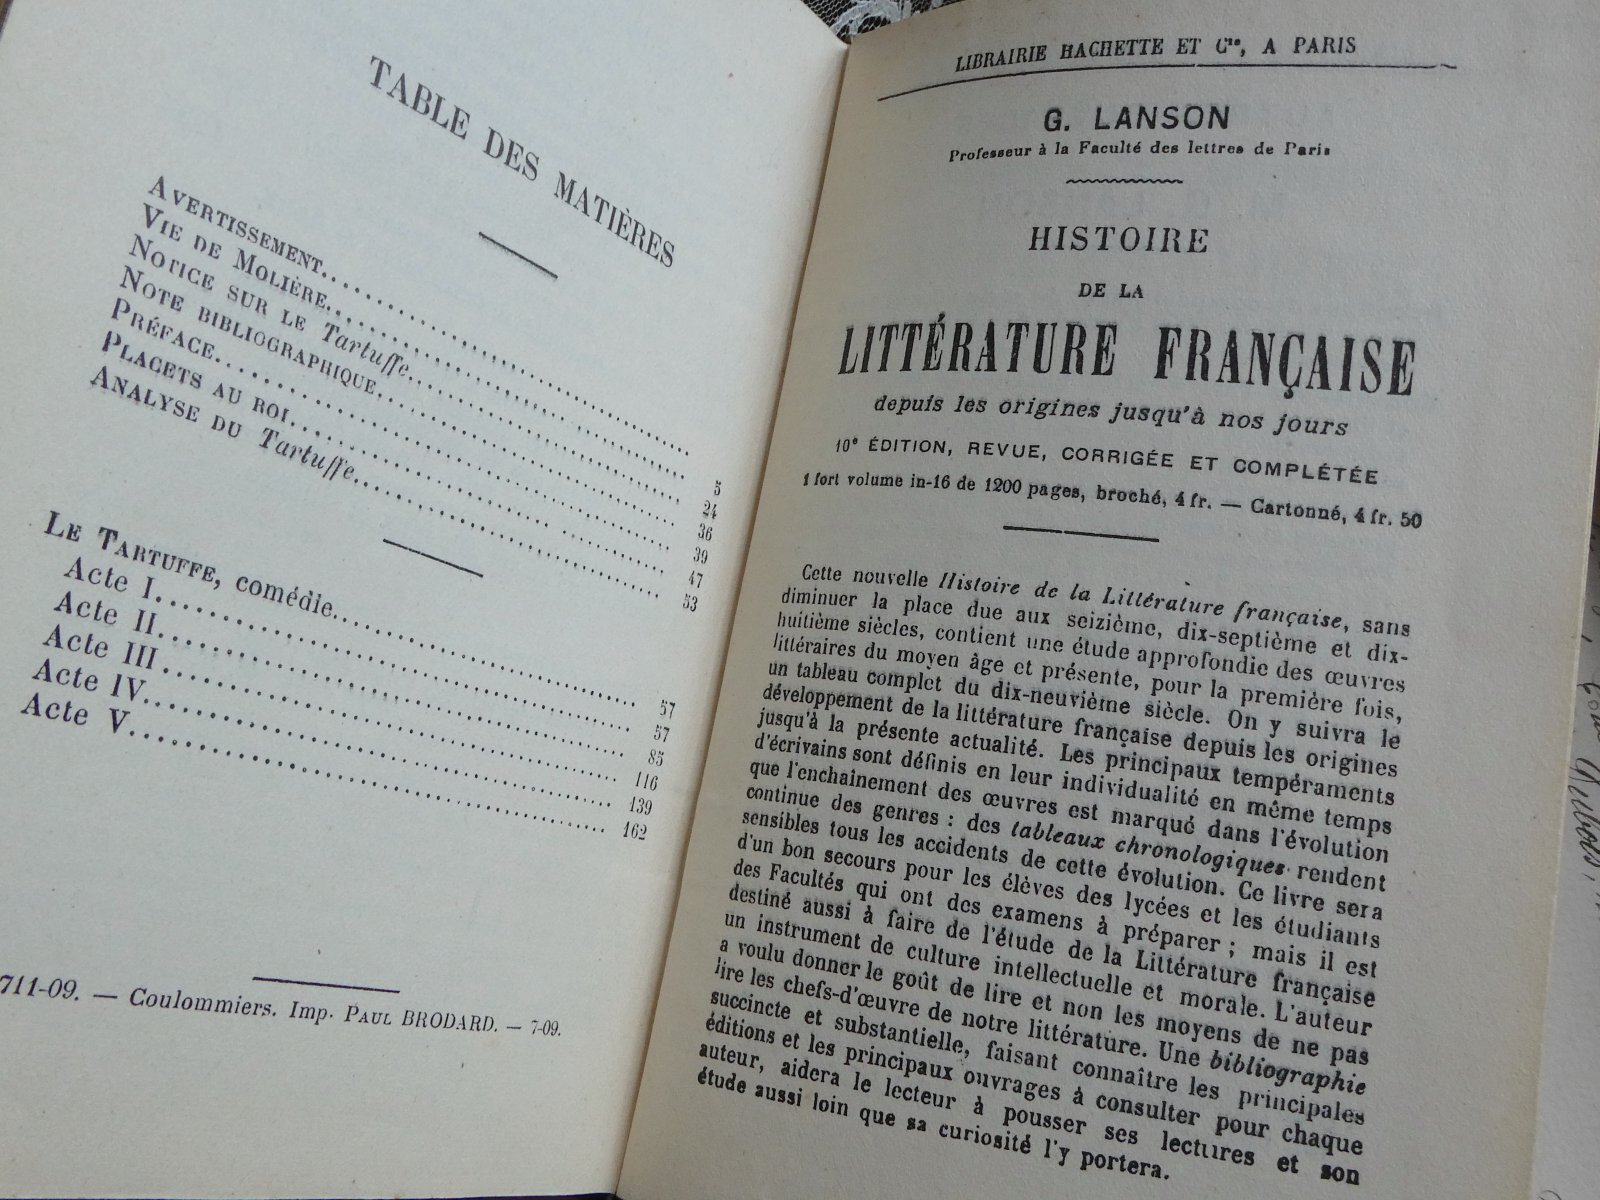 TABLE DES MATIÈRES
AVERTISSEMENT..............................
VIE DE MOLIÈRE.............................. 5
NOTICE SUR LE Tartuffe.............................. 24
NOTE BIBLIOGRAPHIQUE.............................. 36
PRÉFACE.............................. 39
PLACETS AU ROI.............................. 47
ANALYSE DU Tartuffe.............................. 53
LE TARTUFFE, comédie.............................. 57
Acte I.............................. 57
Acte II.............................. 85
Acte III.............................. 116
Acte IV.............................. 139
Acte V.............................. 162
711-09. — Coulommiers. Imp. PAUL BRODARD. — 7-09.
LIBRAIRIE HACHETTE ET Cie, A PARIS
G. LANSON
Professeur à la Faculté des lettres de Paris
HISTOIRE
DE LA
LITTÉRATURE FRANÇAISE
depuis les origines jusqu'à nos jours
10e ÉDITION, REVUE, CORRIGÉE ET COMPLÉTÉE
1 fort volume in-16 de 1200 pages, broché, 4 fr. — Cartonné, 4 fr. 50
Cette nouvelle Histoire de la Littérature française, sans
diminuer la place due aux seizième, dix-septième et dix-
huitième siècles, contient une étude approfondie des œuvres
littéraires du moyen âge et présente, pour la première fois,
un tableau complet du dix-neuvième siècle. On y suivra le
développement de la littérature française depuis les origines
jusqu'à la présente actualité. Les principaux tempéraments
d'écrivains sont définis en leur individualité en même temps
que l'enchaînement des œuvres est marqué dans l'évolution
continue des genres : des tableaux chronologiques rendent
sensibles tous les accidents de cette évolution. Ce livre sera
d'un bon secours pour les élèves des lycées et les étudiants
des Facultés qui ont des examens à préparer ; mais il est
destiné aussi à faire de l'étude de la Littérature française
un instrument de culture intellectuelle et morale. L'auteur
a voulu donner le goût de lire et non les moyens de ne pas
lire les chefs-d'œuvre de notre littérature. Une bibliographie
succincte et substantielle, faisant connaître les principales
éditions et les principaux ouvrages à consulter pour chaque
auteur, aidera le lecteur à pousser ses lectures et son
étude aussi loin que sa curiosité l'y portera.